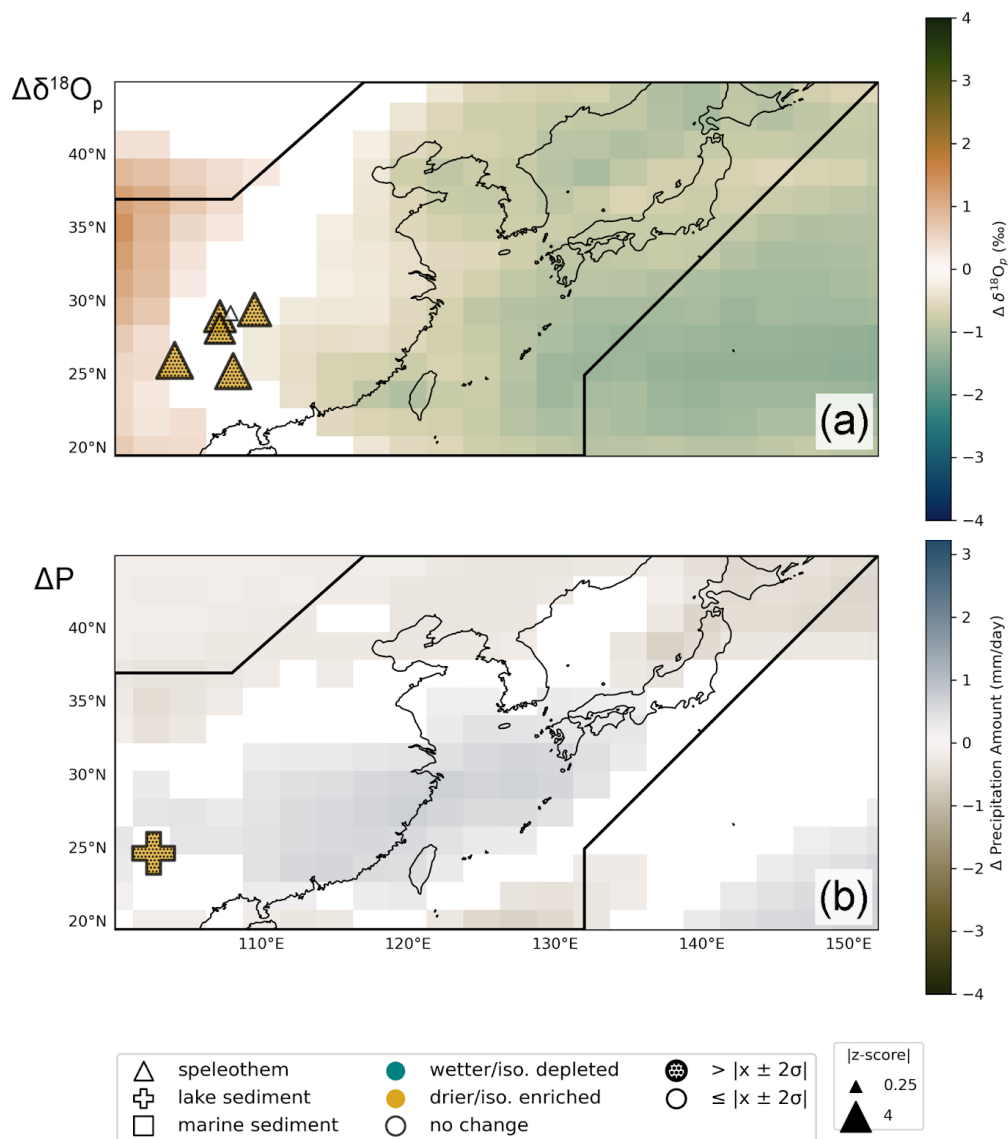 Δδ¹⁸Oₚ
40°N
35°N
30°N
25°N
20°N
(a)
4
3
2
1
0
−1
−2
−3
−4
Δ δ¹⁸Oₚ (‰)
ΔP
40°N
35°N
30°N
25°N
20°N
110°E 120°E 130°E 140°E 150°E
(b)
3
2
1
0
−1
−2
−3
−4
Δ Precipitation Amount (mm/day)
speleothem wetter/iso. depleted > |x ± 2σ|
lake sediment drier/iso. enriched ≤ |x ± 2σ|
marine sediment no change
|z-score|
0.25
4